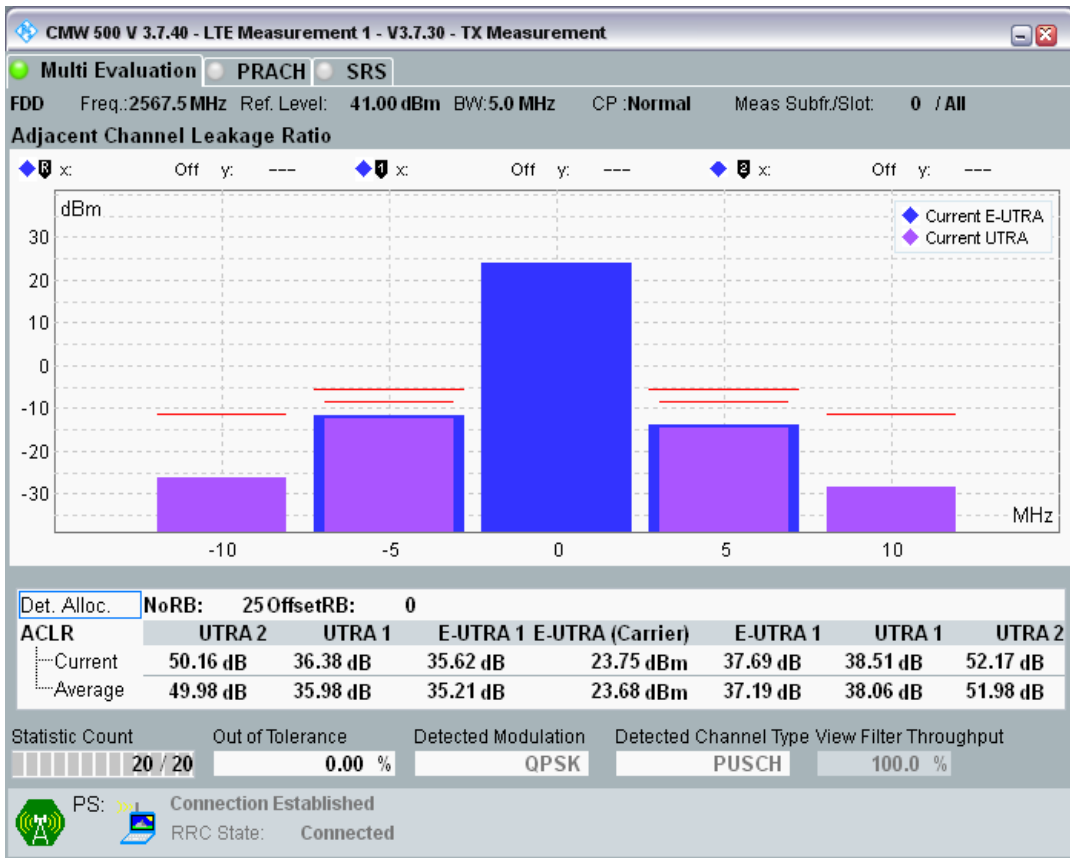 CMW 500 V 3.7.40 - LTE Measurement 1 - V3.7.30 - TX Measurement
Multi Evaluation PRACH SRS
FDD Freq.:2567.5 MHz Ref. Level: 41.00 dBm BW:5.0 MHz CP :Normal Meas Subfr./Slot: 0 / All
Adjacent Channel Leakage Ratio
R x: Off y: --- 1 x: Off y: --- 2 x: Off y: ---
dBm
Current E-UTRA
Current UTRA
30
20
10
0
-10
-20
-30
MHz
-10 -5 0 5 10
Det. Alloc. NoRB: 25 OffsetRB: 0
ACLR UTRA 2 UTRA 1 E-UTRA 1 E-UTRA (Carrier) E-UTRA 1 UTRA 1 UTRA 2
Current 50.16 dB 36.38 dB 35.62 dB 23.75 dBm 37.69 dB 38.51 dB 52.17 dB
Average 49.98 dB 35.98 dB 35.21 dB 23.68 dBm 37.19 dB 38.06 dB 51.98 dB
Statistic Count Out of Tolerance Detected Modulation Detected Channel Type View Filter Throughput
20 / 20 0.00 % QPSK PUSCH 100.0 %
PS: Connection Established
RRC State: Connected